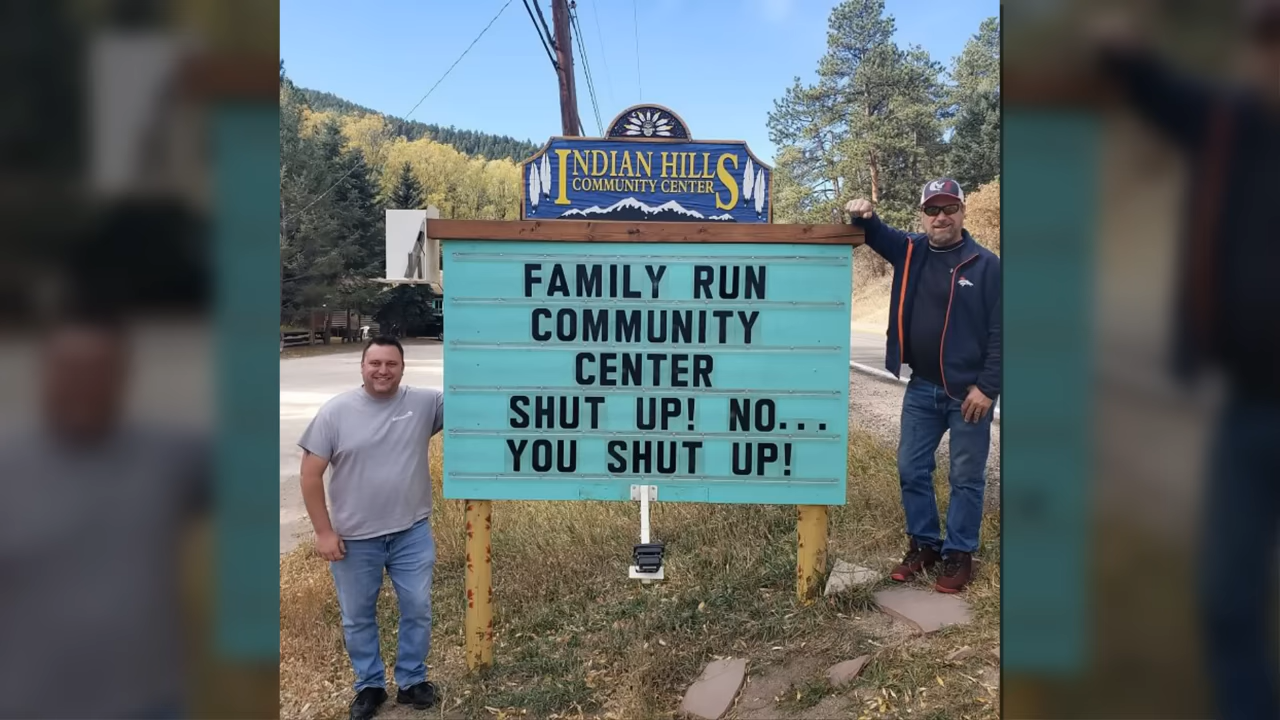 INDIAN HILLS
COMMUNITY CENTER
FAMILY RUN
COMMUNITY
CENTER
SHUT UP! NO...
YOU SHUT UP!